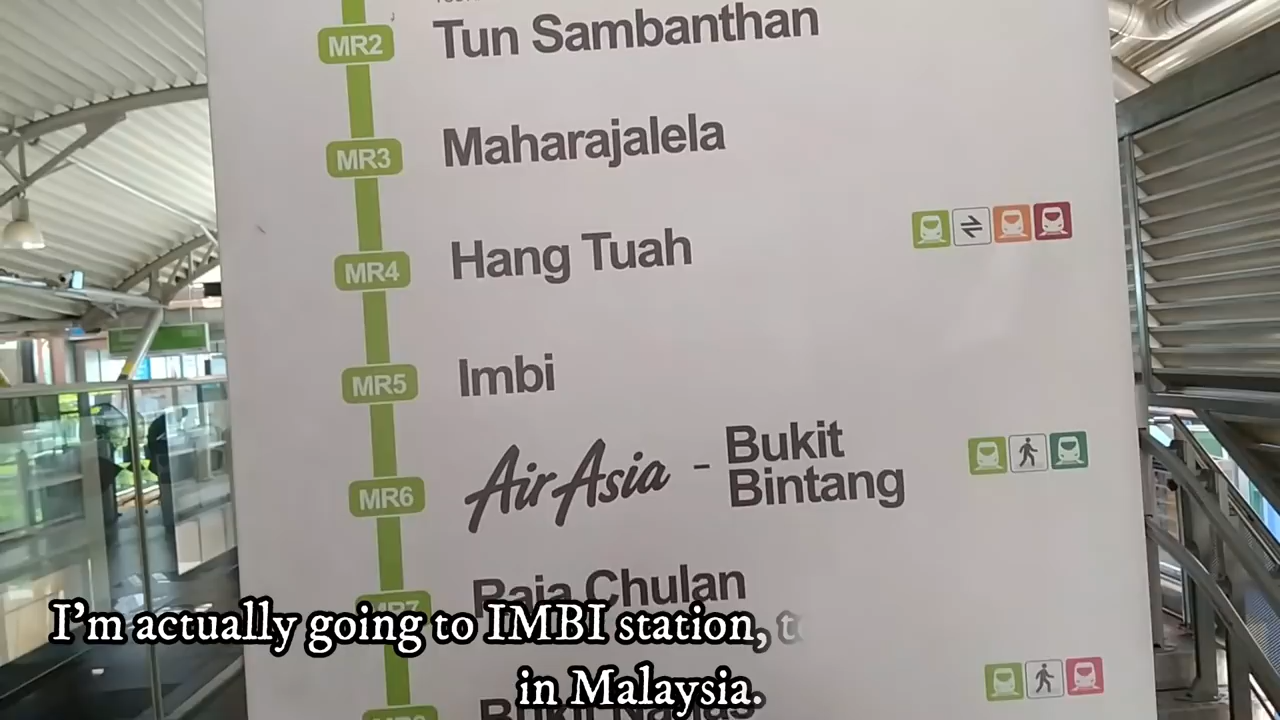 MR2 Tun Sambanthan
MR3 Maharajalela
MR4 Hang Tuah
MR5 Imbi
MR6 AirAsia - Bukit
Bintang
MR7 Raja Chulan
I'm actually going to IMBI station,
in Malaysia.